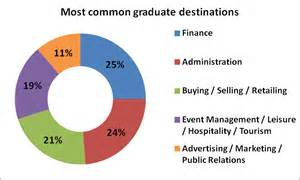 Most common graduate destinations
11%
25%
19%
21%
24%
Finance
Administration
Buying / Selling / Retailing
Event Management / Leisure
/ Hospitality / Tourism
Advertising / Marketing /
Public Relations